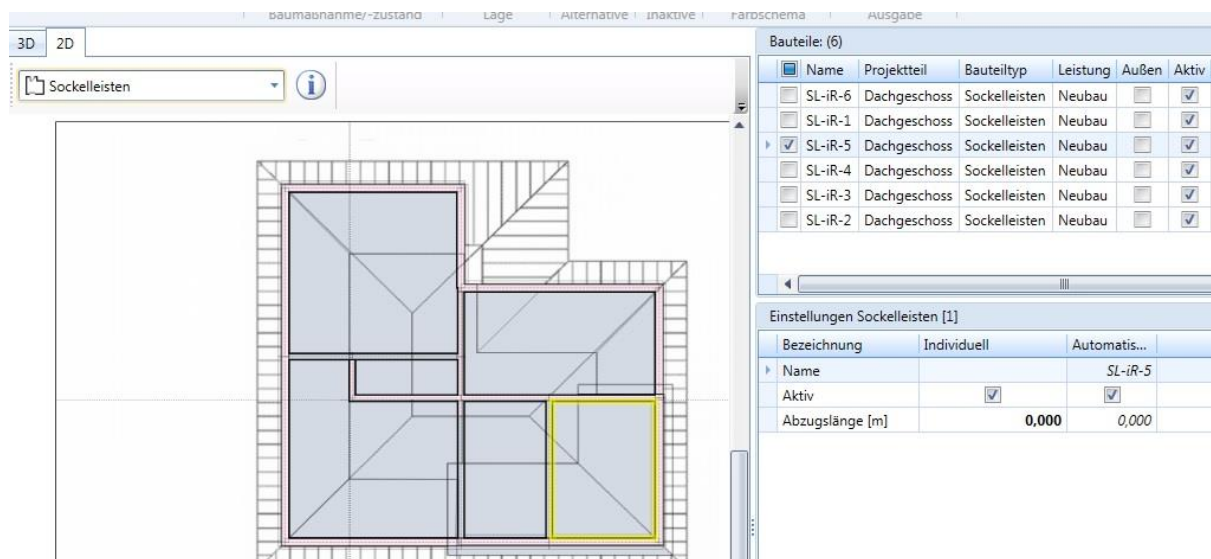 Baumaßnahme/-zustand Lage Alternative Inaktive Farbschema Ausgabe
3D 2D
Sockelleisten
Bauteile: (6)
Name Projektteil Bauteiltyp Leistung Außen Aktiv
SL-iR-6 Dachgeschoss Sockelleisten Neubau
SL-iR-1 Dachgeschoss Sockelleisten Neubau
SL-iR-5 Dachgeschoss Sockelleisten Neubau
SL-iR-4 Dachgeschoss Sockelleisten Neubau
SL-iR-3 Dachgeschoss Sockelleisten Neubau
SL-iR-2 Dachgeschoss Sockelleisten Neubau
Einstellungen Sockelleisten [1]
Bezeichnung Individuell Automatis...
Name SL-iR-5
Aktiv
Abzugslänge [m] 0,000 0,000